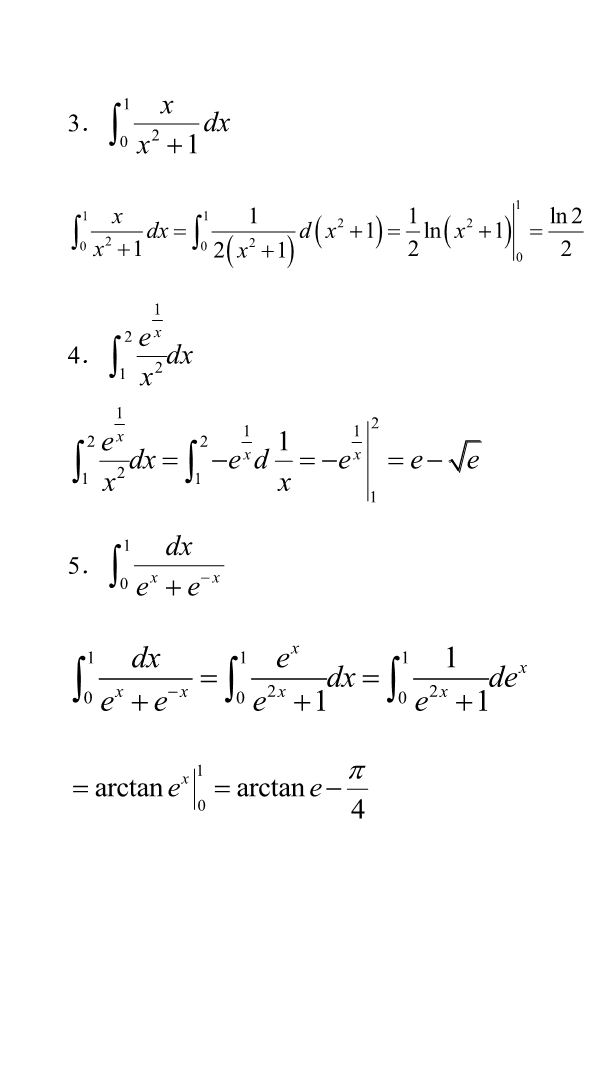 3. ∫₀¹ x/(x²+1) dx
∫₀¹ x/(x²+1) dx = ∫₀¹ 1/(2(x²+1)) d(x²+1) = 1/2 ln(x²+1)|₀¹ = ln2/2
4. ∫₁² e^(1/x)/x² dx
∫₁² e^(1/x)/x² dx = ∫₁² −e^(1/x) d 1/x = −e^(1/x)|₁² = e − √e
5. ∫₀¹ dx/(eˣ + e⁻ˣ)
∫₀¹ dx/(eˣ + e⁻ˣ) = ∫₀¹ eˣ/(e²ˣ + 1) dx = ∫₀¹ 1/(e²ˣ + 1) deˣ
= arctan eˣ|₀¹ = arctan e − π/4